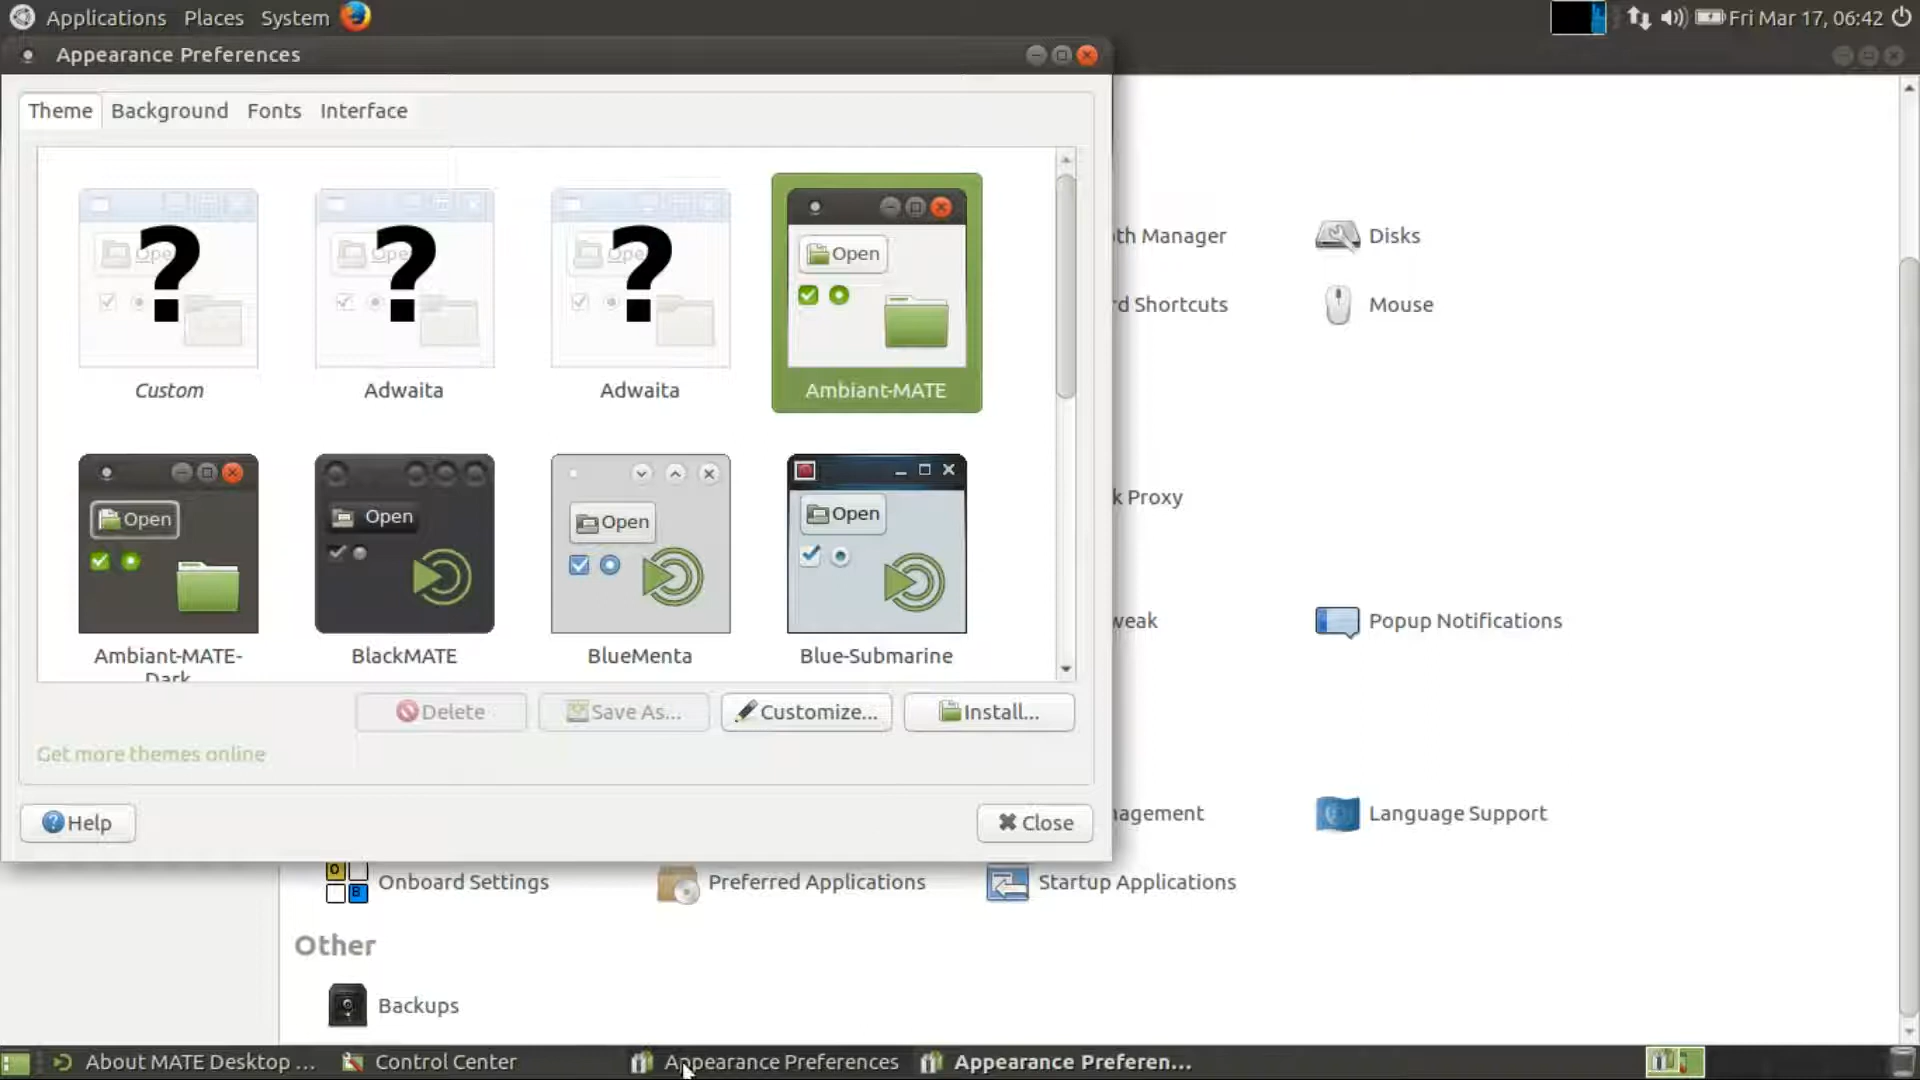 Applications Places System
Fri Mar 17, 06:42
Appearance Preferences
Theme Background Fonts Interface
Open
Custom Adwaita Adwaita Ambiant-MATE
Open Open Open Open
Ambiant-MATE-
Dark
BlackMATE BlueMenta Blue-Submarine
Delete Save As... Customize... Install...
Get more themes online
Help Close
th Manager Disks
d Shortcuts Mouse
k Proxy
weak Popup Notifications
nagement Language Support
Onboard Settings Preferred Applications Startup Applications
Other
Backups
About MATE Desktop ... Control Center Appearance Preferences Appearance Preferen...